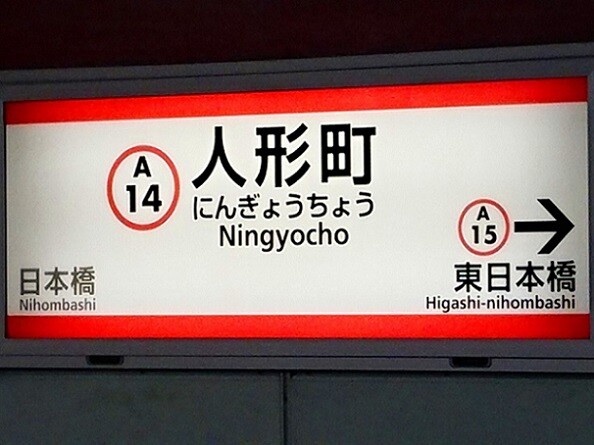 A
14
人形町
にんぎょうちょう
Ningyocho
日本橋
Nihombashi
A
15
東日本橋
Higashi-nihombashi